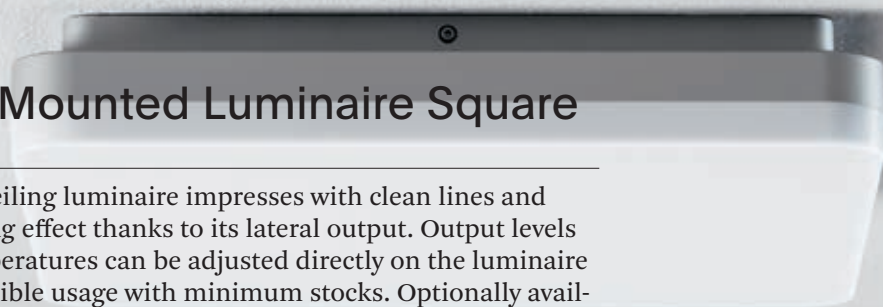 Mounted Luminaire Square
eiling luminaire impresses with clean lines and
g effect thanks to its lateral output. Output levels
peratures can be adjusted directly on the luminaire
ible usage with minimum stocks. Optionally avail-